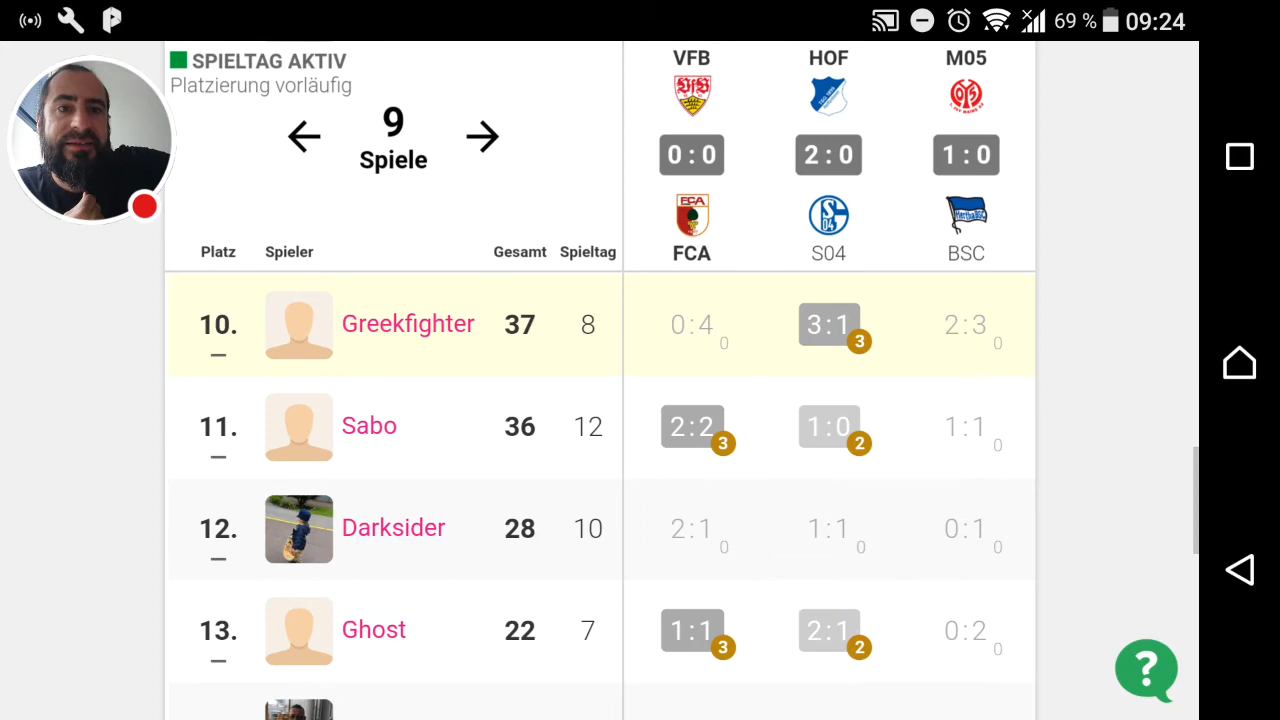 69 % 09:24
SPIELTAG AKTIV
Platzierung vorläufig
9
Spiele
VFB HOF M05
0:0 2:0 1:0
FCA S04 BSC
Platz Spieler Gesamt Spieltag
10. Greekfighter 37 8 0:4 0 3:1 3 2:3 0
11. Sabo 36 12 2:2 3 1:0 2 1:1 0
12. Darksider 28 10 2:1 0 1:1 0 0:1 0
13. Ghost 22 7 1:1 3 2:1 2 0:2 0
?